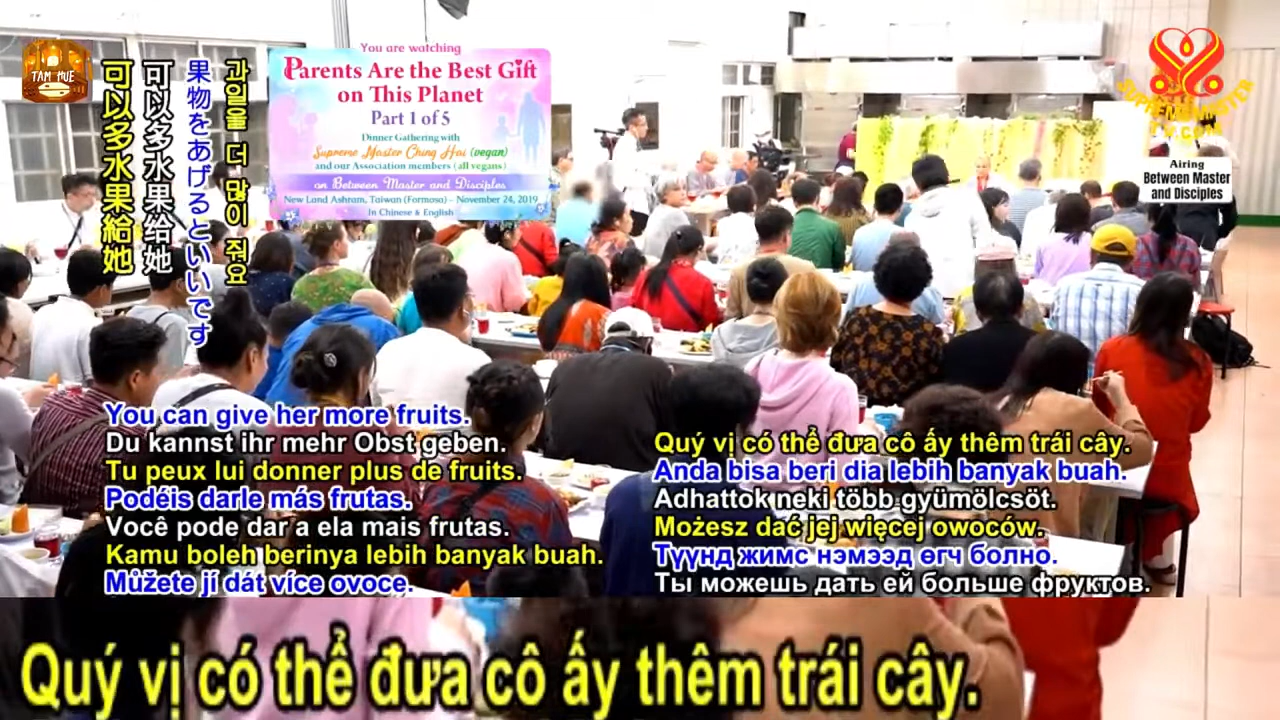 TAM HUE
可以多水果給她
可以多水果给她
果物をあげるといいです
과일을 더 많이 줘요
You are watching
Parents Are the Best Gift
on This Planet
Part 1 of 5
Dinner Gathering with
Supreme Master Ching Hai (vegan)
and our Association members (all vegans)
on Between Master and Disciples
New Land Ashram, Taiwan (Formosa) - November 24, 2019
In Chinese & English
SUPREMEMASTER
TV.COM
Airing
Between Master
and Disciples
You can give her more fruits.
Du kannst ihr mehr Obst geben.
Tu peux lui donner plus de fruits.
Podéis darle más frutas.
Você pode dar a ela mais frutas.
Kamu boleh berinya lebih banyak buah.
Můžete jí dát více ovoce.
Quý vị có thể đưa cô ấy thêm trái cây.
Anda bisa beri dia lebih banyak buah.
Adhattok neki több gyümölcsöt.
Możesz dać jej więcej owoców.
Түүнд жимс нэмээд өгч болно.
Ты можешь дать ей больше фруктов.
Quý vị có thể đưa cô ấy thêm trái cây.